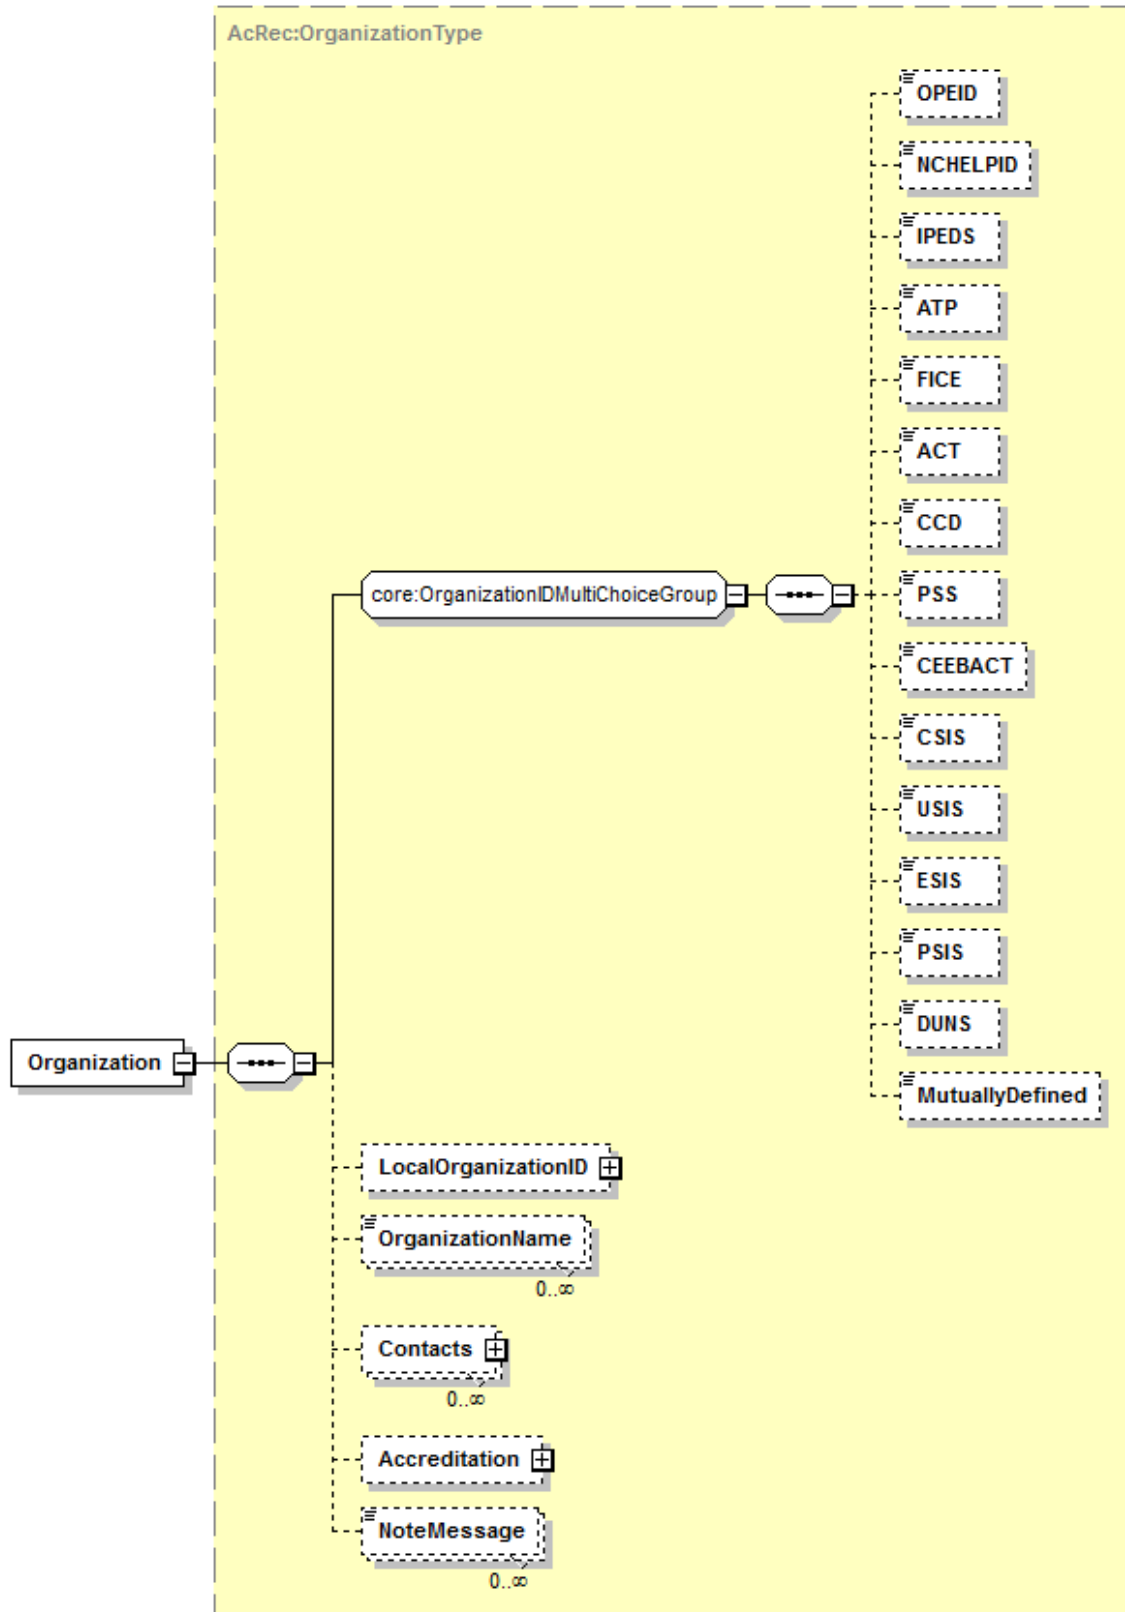 AcRec:OrganizationType
OPEID
NCHELPID
IPEDS
ATP
FICE
ACT
CCD
core:OrganizationIDMultiChoiceGroup
PSS
CEEBACT
CSIS
USIS
ESIS
PSIS
DUNS
Organization
MutuallyDefined
LocalOrganizationID
OrganizationName
0..∞
Contacts
0..∞
Accreditation
NoteMessage
0..∞